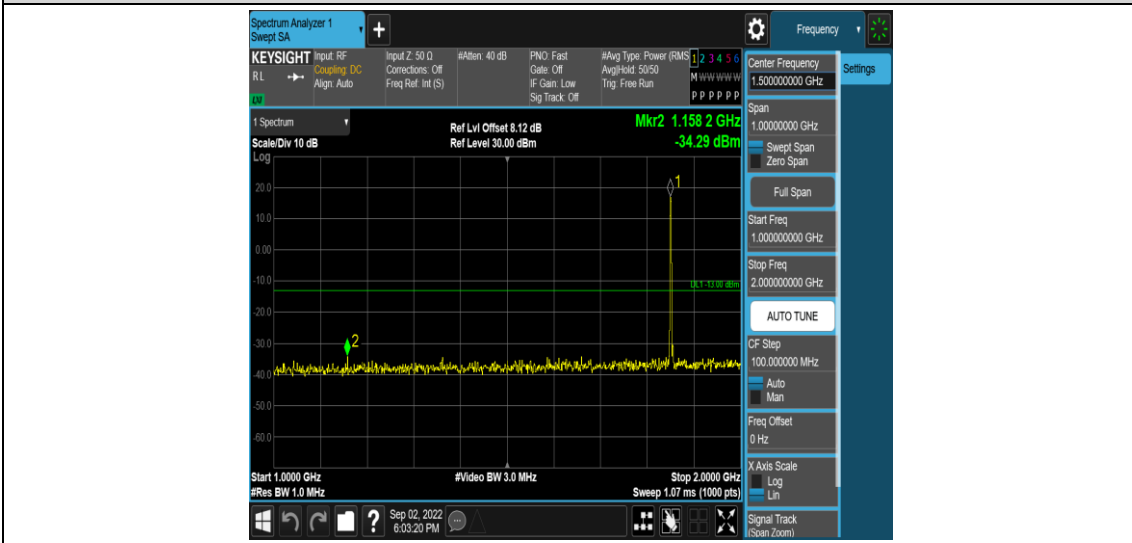 Spectrum Analyzer 1
Swept SA
+
Frequency
KEYSIGHT
R L
LXI
Input: RF
Coupling: DC
Align: Auto
Input Z: 50 Ω
Corrections: Off
Freq Ref: Int (S)
#Atten: 40 dB
PNO: Fast
Gate: Off
IF Gain: Low
Sig Track: Off
#Avg Type: Power (RMS
Avg|Hold: 50/50
Trig: Free Run
1 2 3 4 5 6
M W W W W W
P P P P P P
1 Spectrum
Scale/Div 10 dB
Log
Ref Lvl Offset 8.12 dB
Ref Level 30.00 dBm
Mkr2 1.158 2 GHz
-34.29 dBm
20.0
10.0
0.00
-10.0
-20.0
-30.0
-40.0
-50.0
-60.0
1
2
DL1 -13.00 dBm
Start 1.0000 GHz
#Res BW 1.0 MHz
#Video BW 3.0 MHz
Stop 2.0000 GHz
Sweep 1.07 ms (1000 pts)
Center Frequency
1.500000000 GHz
Settings
Span
1.00000000 GHz
Swept Span
Zero Span
Full Span
Start Freq
1.000000000 GHz
Stop Freq
2.000000000 GHz
AUTO TUNE
CF Step
100.000000 MHz
Auto
Man
Freq Offset
0 Hz
X Axis Scale
Log
Lin
Signal Track
(Span Zoom)
?
Sep 02, 2022
6:03:20 PM